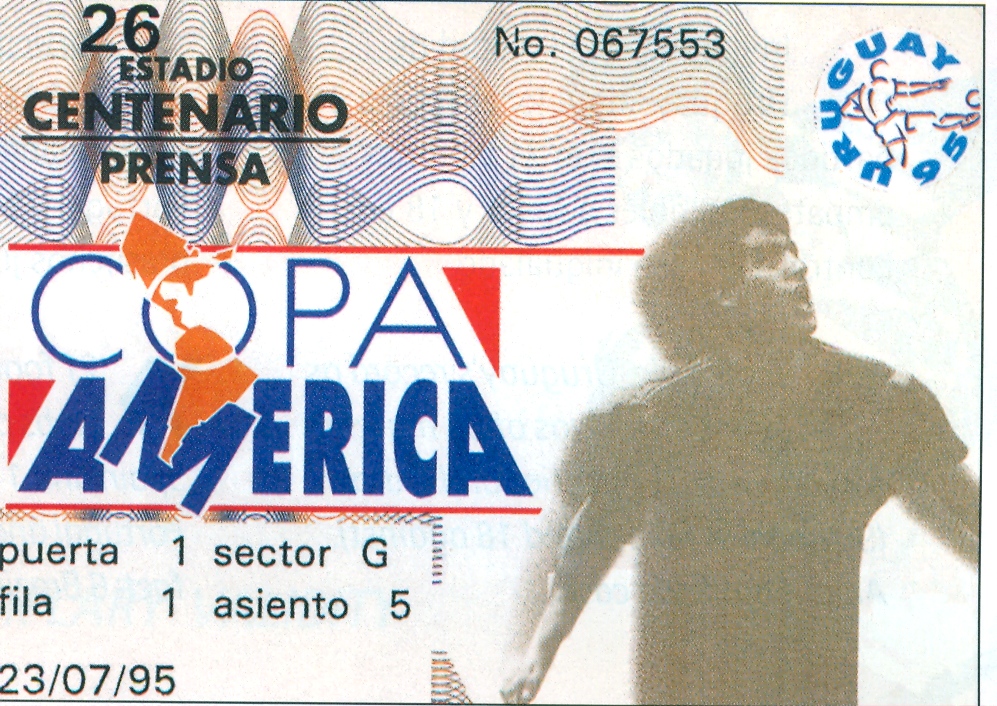 26
ESTADIO
CENTENARIO
PRENSA
No. 067553
URUGUAY
95
COPA
AMERICA
puerta 1 sector G
fila 1 asiento 5
23/07/95